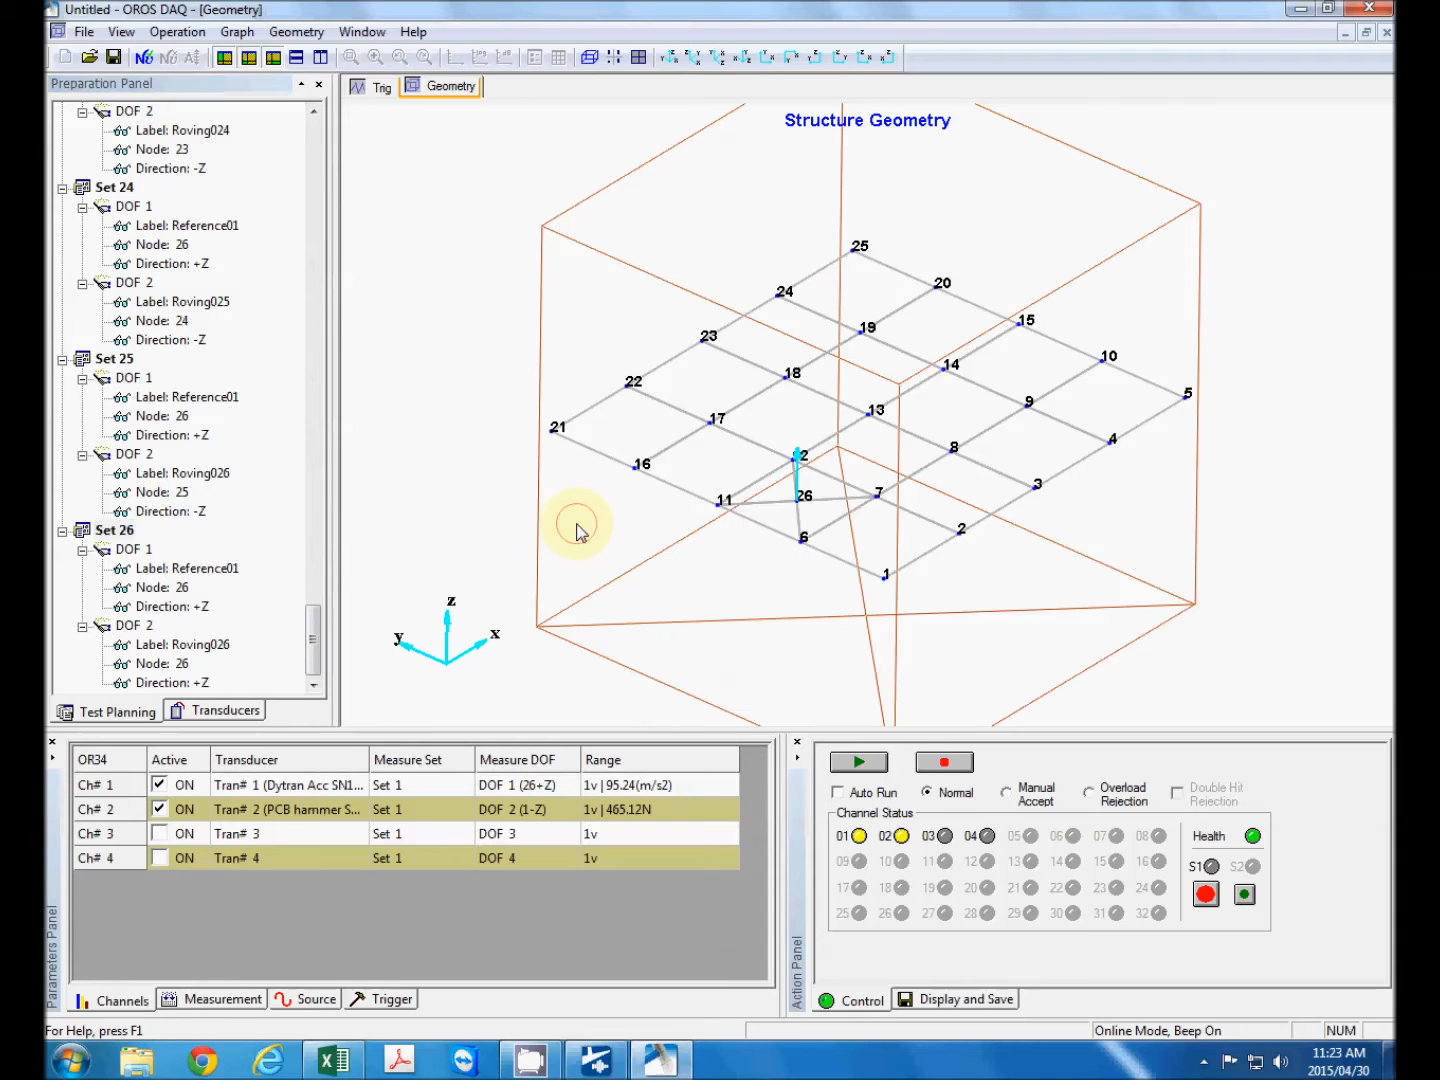 Untitled - OROS DAQ - [Geometry]
File View Operation Graph Geometry Window Help
Preparation Panel
Trig Geometry
DOF 2
Label: Roving024
Node: 23
Direction: -Z
Set 24
DOF 1
Label: Reference01
Node: 26
Direction: +Z
DOF 2
Label: Roving025
Node: 24
Direction: -Z
Set 25
DOF 1
Label: Reference01
Node: 26
Direction: +Z
DOF 2
Label: Roving026
Node: 25
Direction: -Z
Set 26
DOF 1
Label: Reference01
Node: 26
Direction: +Z
DOF 2
Label: Roving026
Node: 26
Direction: +Z
Test Planning Transducers
Structure Geometry
25
24 20
23 19 15
22 18 14 10
21 17 13 9 5
16 12 8 4
11 26 7 3
6 2
1
z
y x
OR34 Active Transducer Measure Set Measure DOF Range
Ch# 1 ON Tran# 1 (Dytran Acc SN1... Set 1 DOF 1 (26+Z) 1v | 95.24(m/s2)
Ch# 2 ON Tran# 2 (PCB hammer S... Set 1 DOF 2 (1-Z) 1v | 465.12N
Ch# 3 ON Tran# 3 Set 1 DOF 3 1v
Ch# 4 ON Tran# 4 Set 1 DOF 4 1v
Parameters Panel
Channels Measurement Source Trigger
Auto Run Normal Manual Accept Overload Rejection Double Hit Rejection
Channel Status
01 02 03 04 05 06 07 08 Health
09 10 11 12 13 14 15 16 S1 S2
17 18 19 20 21 22 23 24
25 26 27 28 29 30 31 32
Action Panel
Control Display and Save
For Help, press F1 Online Mode, Beep On NUM
11:23 AM
2015/04/30